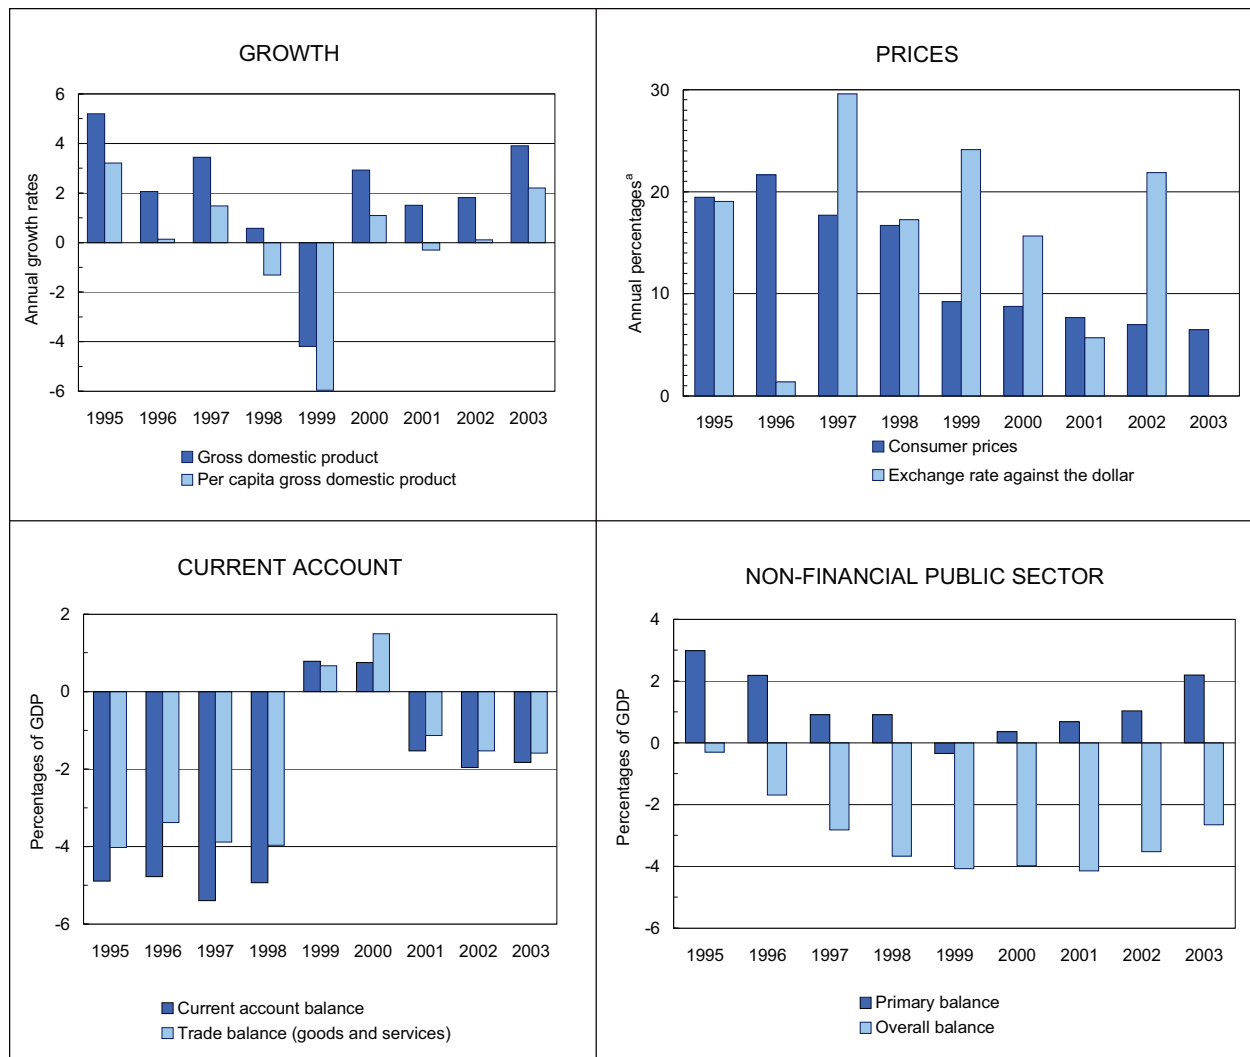 GROWTH
Annual growth rates
6
4
2
0
-2
-4
-6
1995 1996 1997 1998 1999 2000 2001 2002 2003
Gross domestic product
Per capita gross domestic product
PRICES
Annual percentagesª
30
20
10
0
1995 1996 1997 1998 1999 2000 2001 2002 2003
Consumer prices
Exchange rate against the dollar
CURRENT ACCOUNT
Percentages of GDP
2
0
-2
-4
-6
1995 1996 1997 1998 1999 2000 2001 2002 2003
Current account balance
Trade balance (goods and services)
NON-FINANCIAL PUBLIC SECTOR
Percentages of GDP
4
2
0
-2
-4
-6
1995 1996 1997 1998 1999 2000 2001 2002 2003
Primary balance
Overall balance